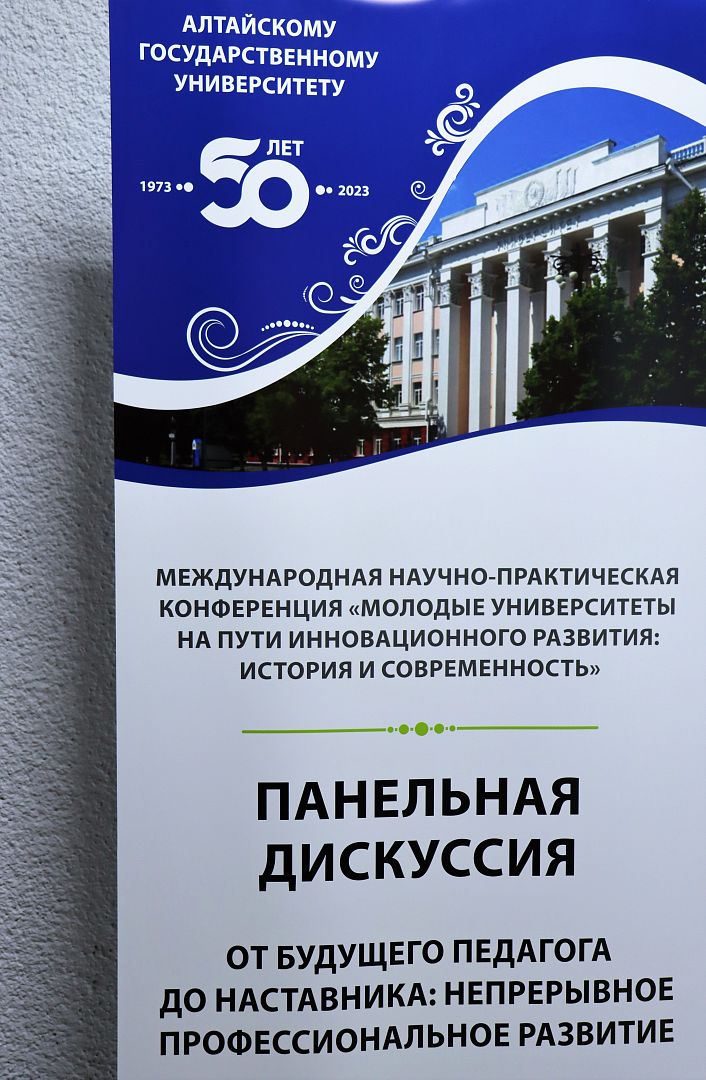 АЛТАЙСКОМУ
ГОСУДАРСТВЕННОМУ
УНИВЕРСИТЕТУ
50 ЛЕТ
1973 2023
УНИВЕРСИТЕТ
МЕЖДУНАРОДНАЯ НАУЧНО-ПРАКТИЧЕСКАЯ
КОНФЕРЕНЦИЯ «МОЛОДЫЕ УНИВЕРСИТЕТЫ
НА ПУТИ ИННОВАЦИОННОГО РАЗВИТИЯ:
ИСТОРИЯ И СОВРЕМЕННОСТЬ»
ПАНЕЛЬНАЯ
ДИСКУССИЯ
ОТ БУДУЩЕГО ПЕДАГОГА
ДО НАСТАВНИКА: НЕПРЕРЫВНОЕ
ПРОФЕССИОНАЛЬНОЕ РАЗВИТИЕ